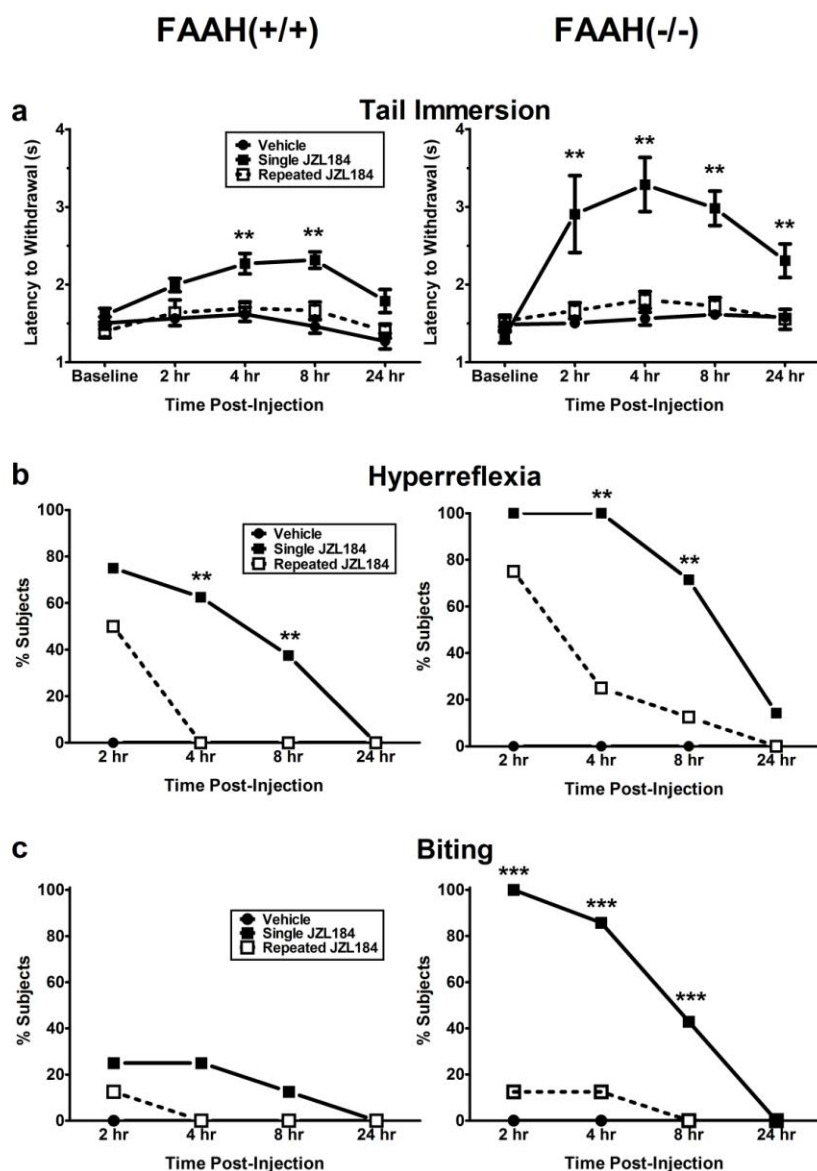 FAAH(+/+) FAAH(-/-)
a Tail Immersion
Latency to Withdrawal (s)
4
3
2
1
Vehicle
Single JZL184
Repeated JZL184
** **
Baseline 2 hr 4 hr 8 hr 24 hr
Time Post-Injection
Latency to Withdrawal (s)
4
3
2
1
** ** ** **
Baseline 2 hr 4 hr 8 hr 24 hr
Time Post-Injection
b Hyperreflexia
% Subjects
100
80
60
40
20
0
Vehicle
Single JZL184
Repeated JZL184
** **
2 hr 4 hr 8 hr 24 hr
Time Post-Injection
% Subjects
100
80
60
40
20
0
** **
2 hr 4 hr 8 hr 24 hr
Time Post-Injection
c Biting
% Subjects
100
80
60
40
20
0
Vehicle
Single JZL184
Repeated JZL184
2 hr 4 hr 8 hr 24 hr
Time Post-Injection
% Subjects
100
80
60
40
20
0
*** *** ***
2 hr 4 hr 8 hr 24 hr
Time Post-Injection